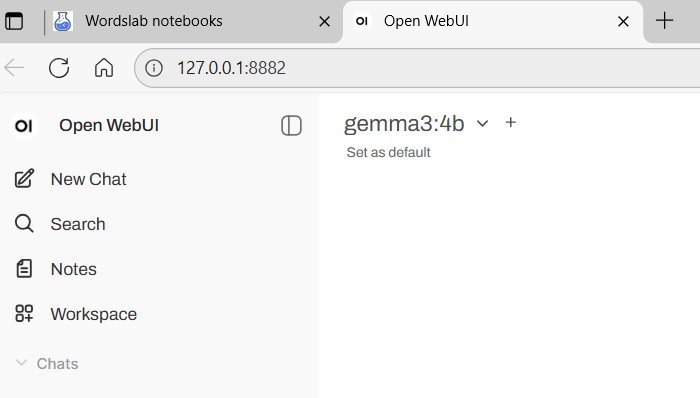 Wordslab notebooks
OI Open WebUI
127.0.0.1:8882
OI Open WebUI
New Chat
Search
Notes
Workspace
Chats
gemma3:4b
Set as default